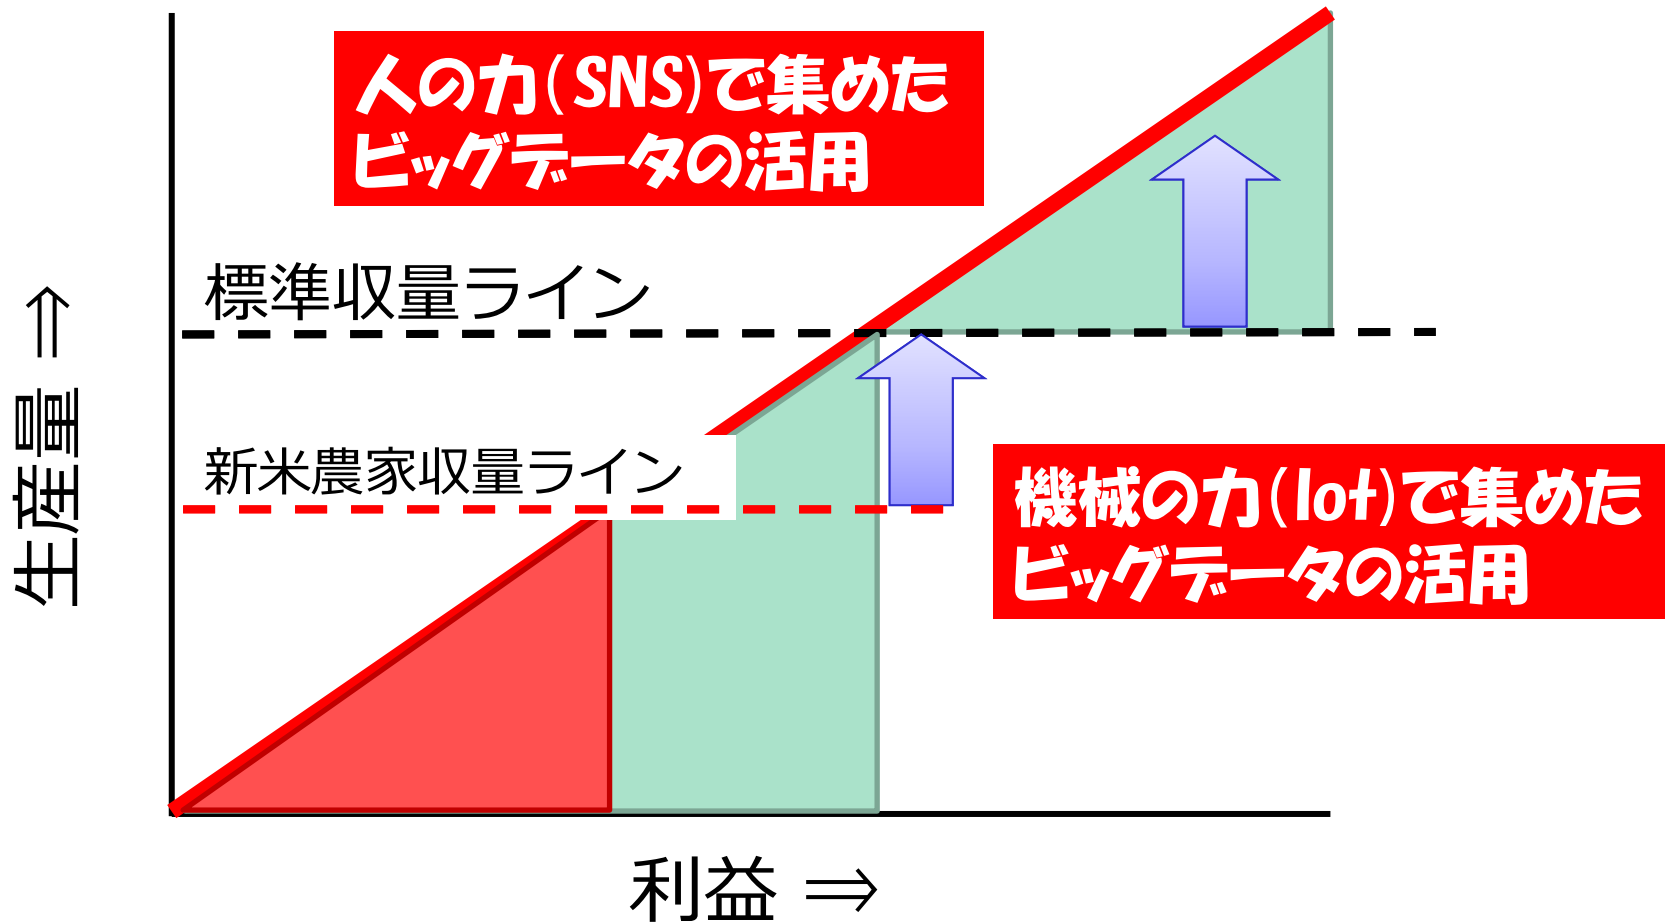 人の力(SNS)で集めた
ビッグデータの活用
標準収量ライン
生産量 ⇒
新米農家収量ライン
機械の力(Iot)で集めた
ビッグデータの活用
利益 ⇒